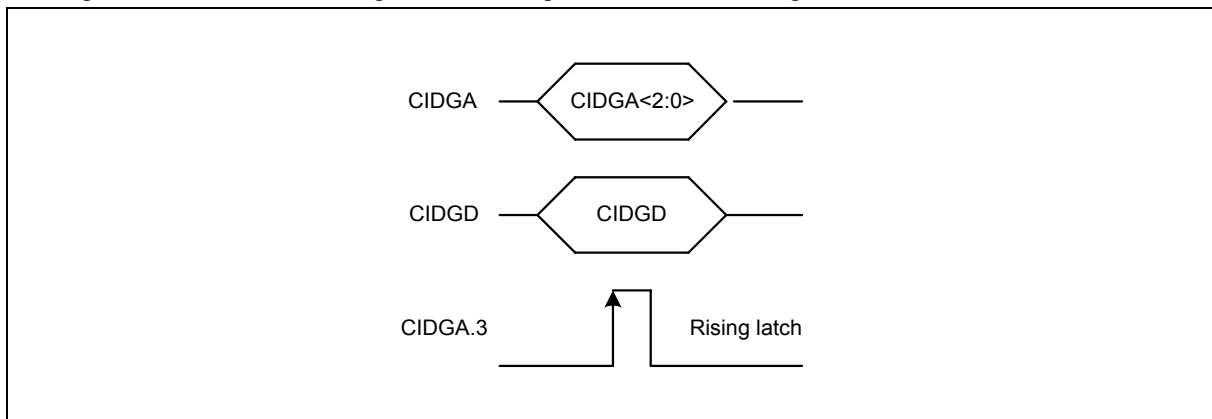 CIDGA
CIDGA<2:0>
CIDGD
CIDGD
CIDGA.3
Rising latch